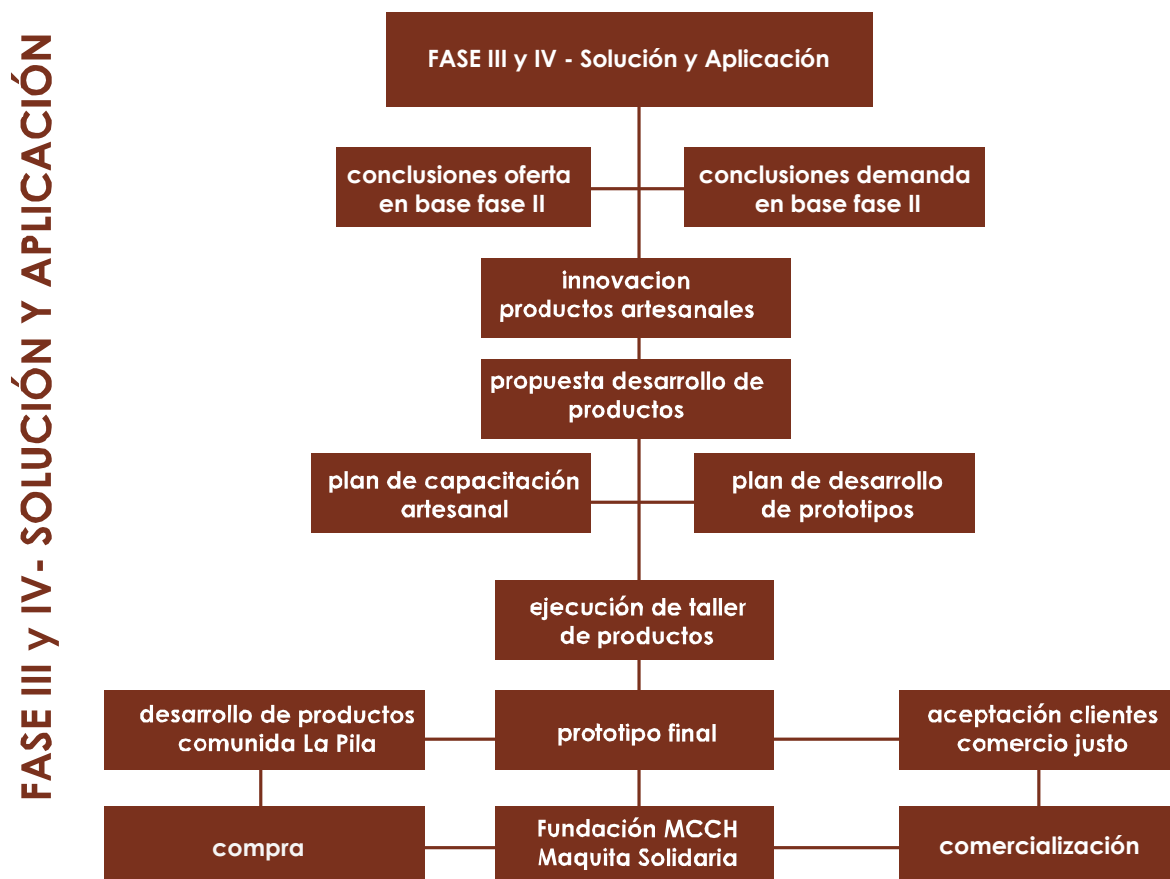 FASE III y IV- SOLUCIÓN Y APLICACIÓN
FASE III y IV - Solución y Aplicación
conclusiones oferta
en base fase II
conclusiones demanda
en base fase II
innovacion
productos artesanales
propuesta desarrollo de
productos
plan de capacitación
artesanal
plan de desarrollo
de prototipos
ejecución de taller
de productos
desarrollo de productos
comunida La Pila
prototipo final
aceptación clientes
comercio justo
compra
Fundación MCCH
Maquita Solidaria
comercialización